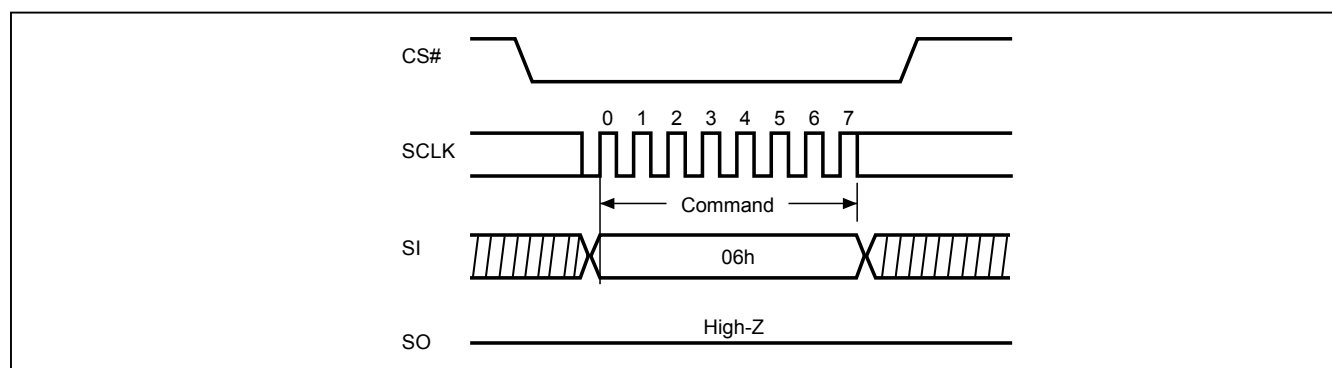 CS#
0 1 2 3 4 5 6 7
SCLK
Command
SI
06h
High-Z
SO